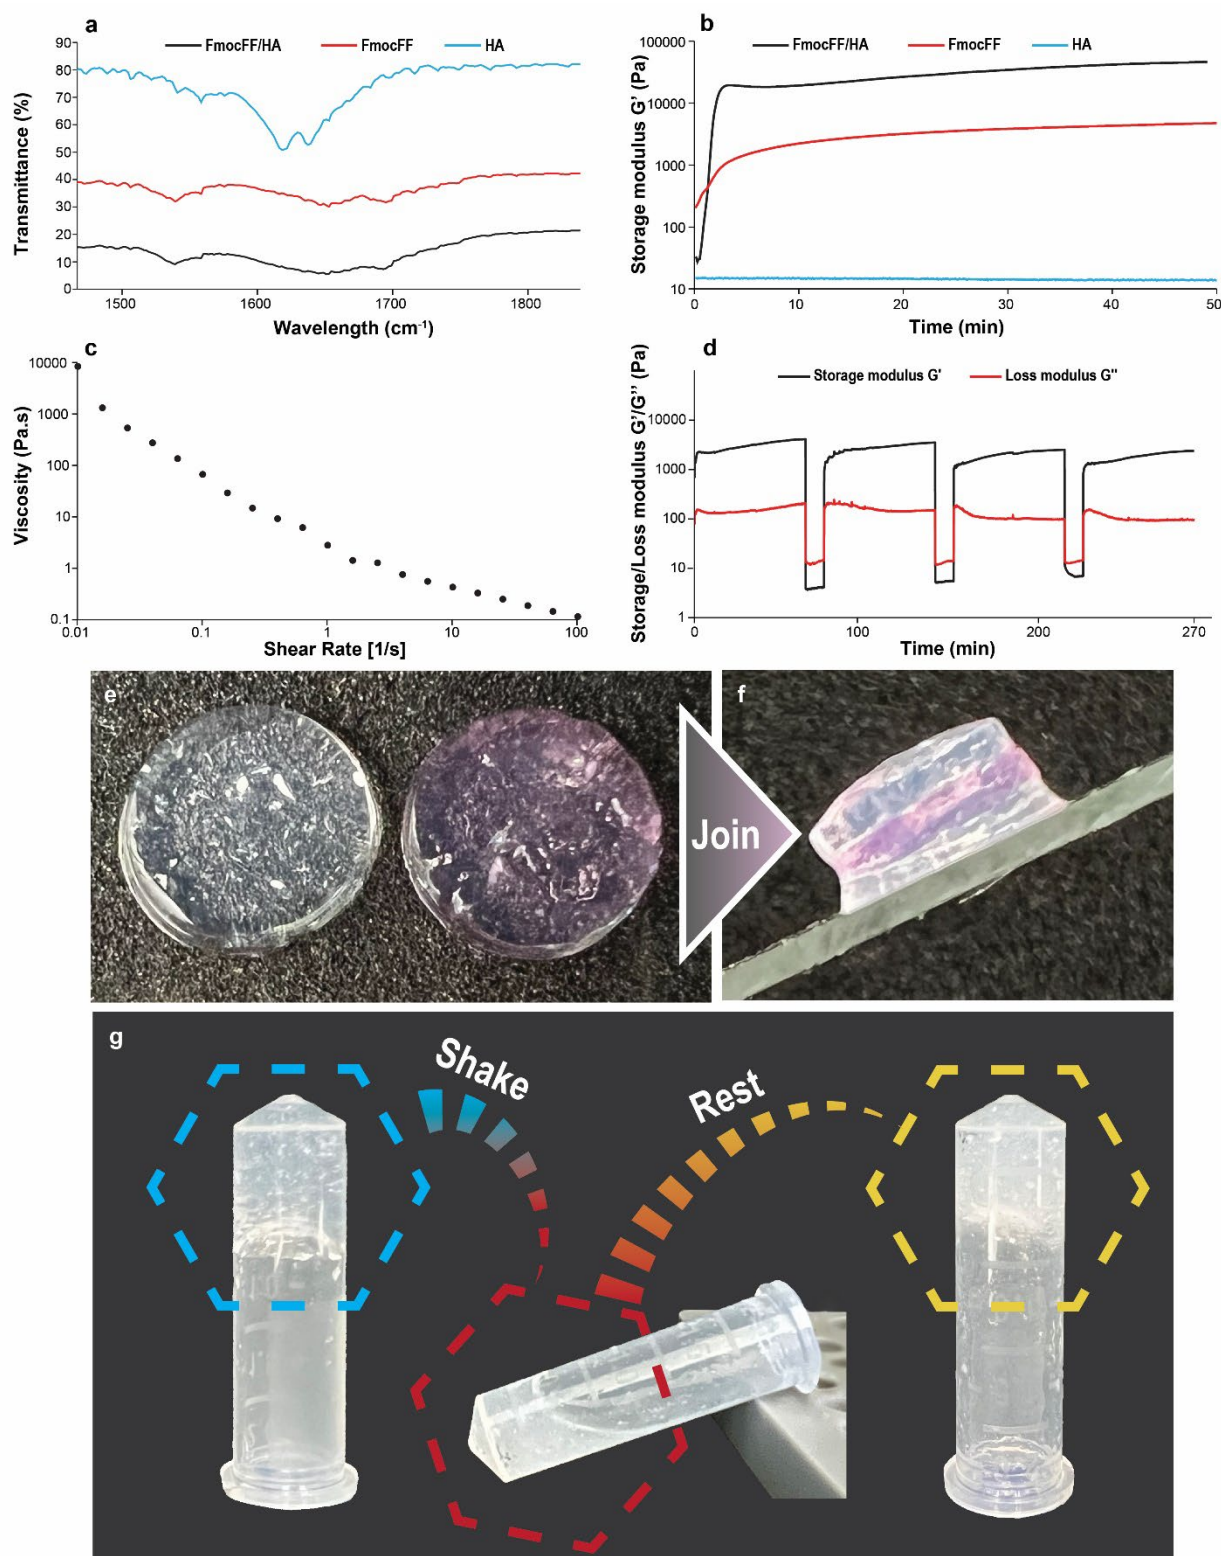 a
FmocFF/HA FmocFF HA
Transmittance (%)
90
80
70
60
50
40
30
20
10
0
1500 1600 1700 1800
Wavelength (cm⁻¹)
b
FmocFF/HA FmocFF HA
Storage modulus G' (Pa)
100000
10000
1000
100
10
0 10 20 30 40 50
Time (min)
c
Viscosity (Pa.s)
10000
1000
100
10
1
0.1
0.01 0.1 1 10 100
Shear Rate [1/s]
d
Storage modulus G' Loss modulus G''
Storage/Loss modulus G'/G'' (Pa)
10000
1000
100
10
1
0 100 200 270
Time (min)
e
Join
f
g
Shake
Rest